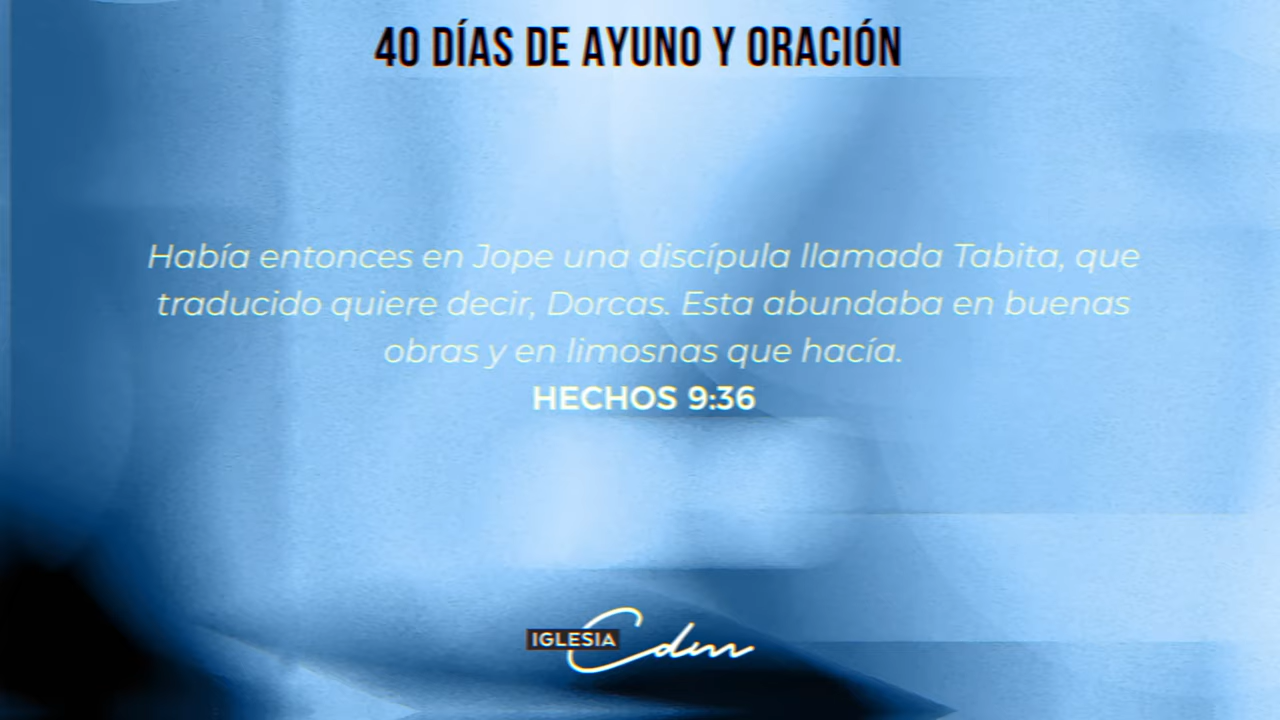 40 DÍAS DE AYUNO Y ORACIÓN
Había entonces en Jope una discípula llamada Tabita, que
traducido quiere decir, Dorcas. Esta abundaba en buenas
obras y en limosnas que hacía.
HECHOS 9:36
IGLESIA Cdm